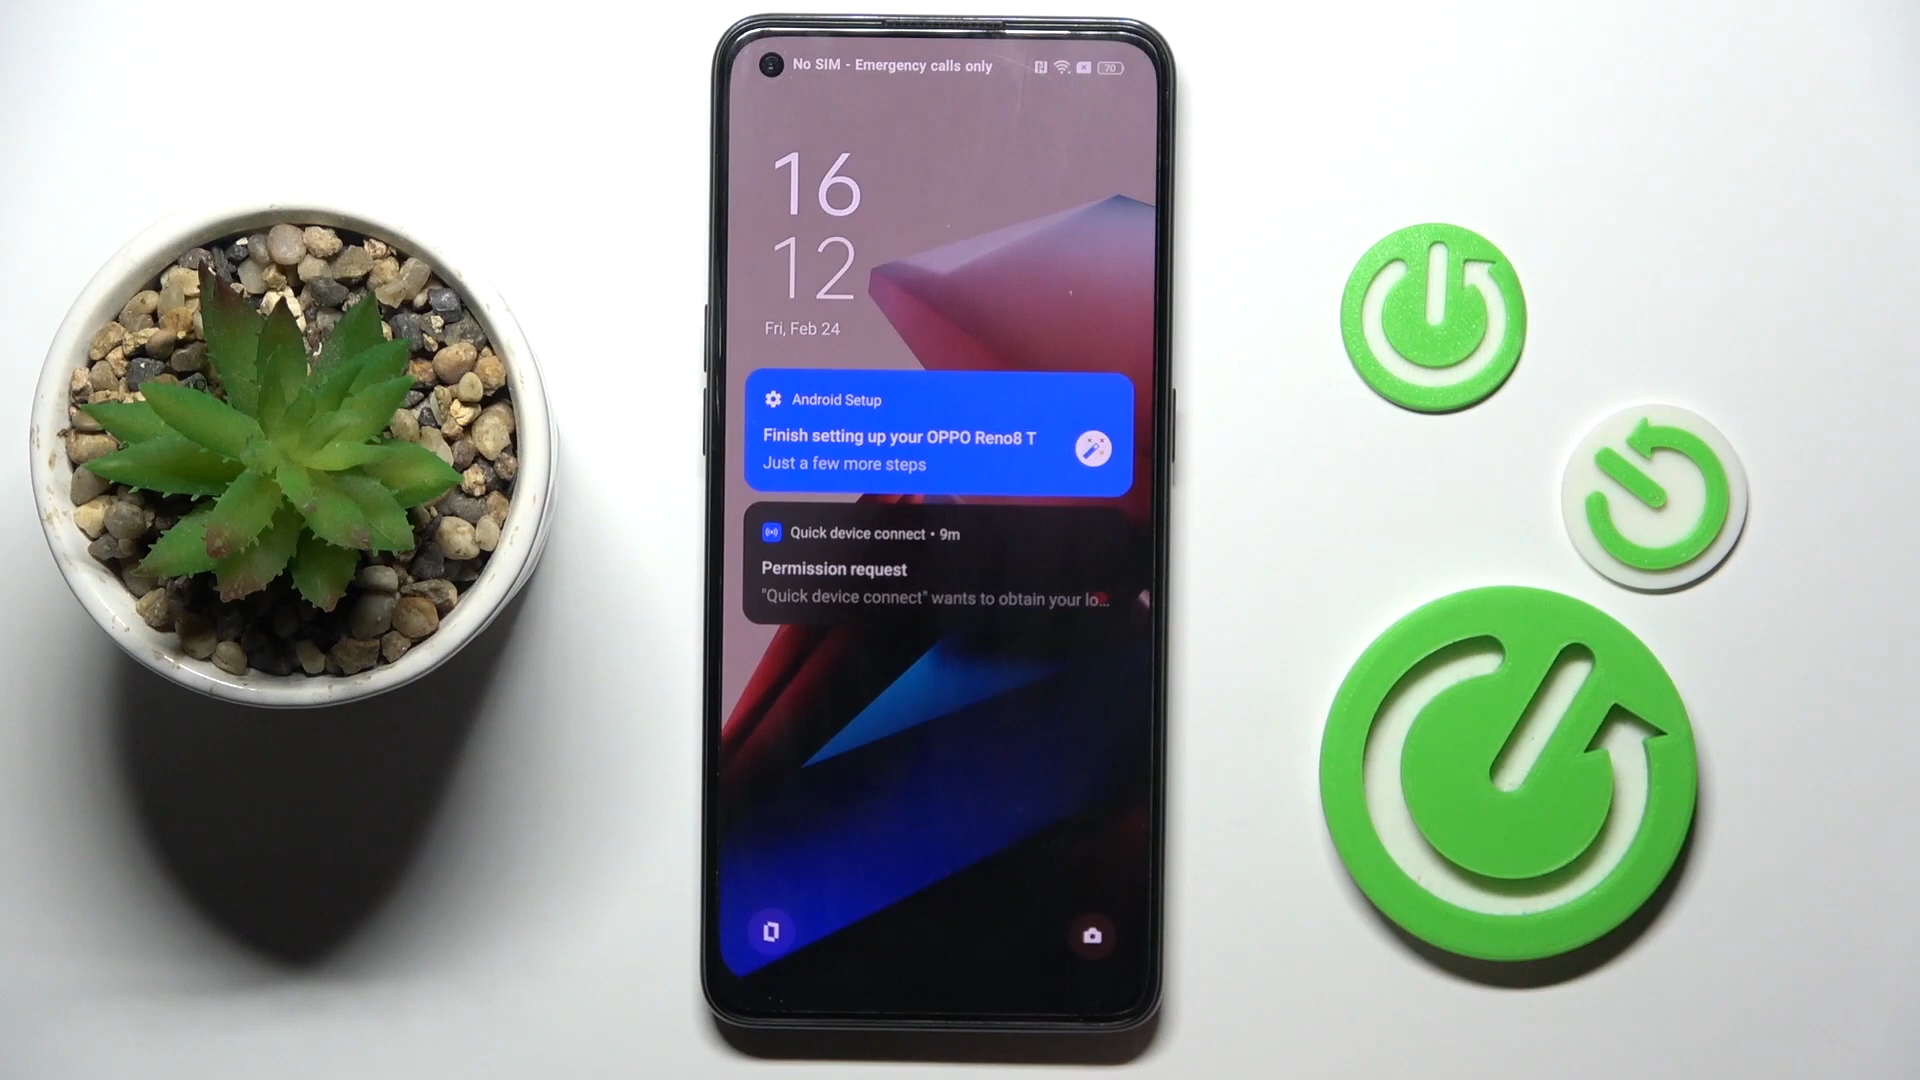 No SIM - Emergency calls only
70
16
12
Fri, Feb 24
Android Setup
Finish setting up your OPPO Reno8 T
Just a few more steps
Quick device connect • 9m
Permission request
"Quick device connect" wants to obtain your lo...